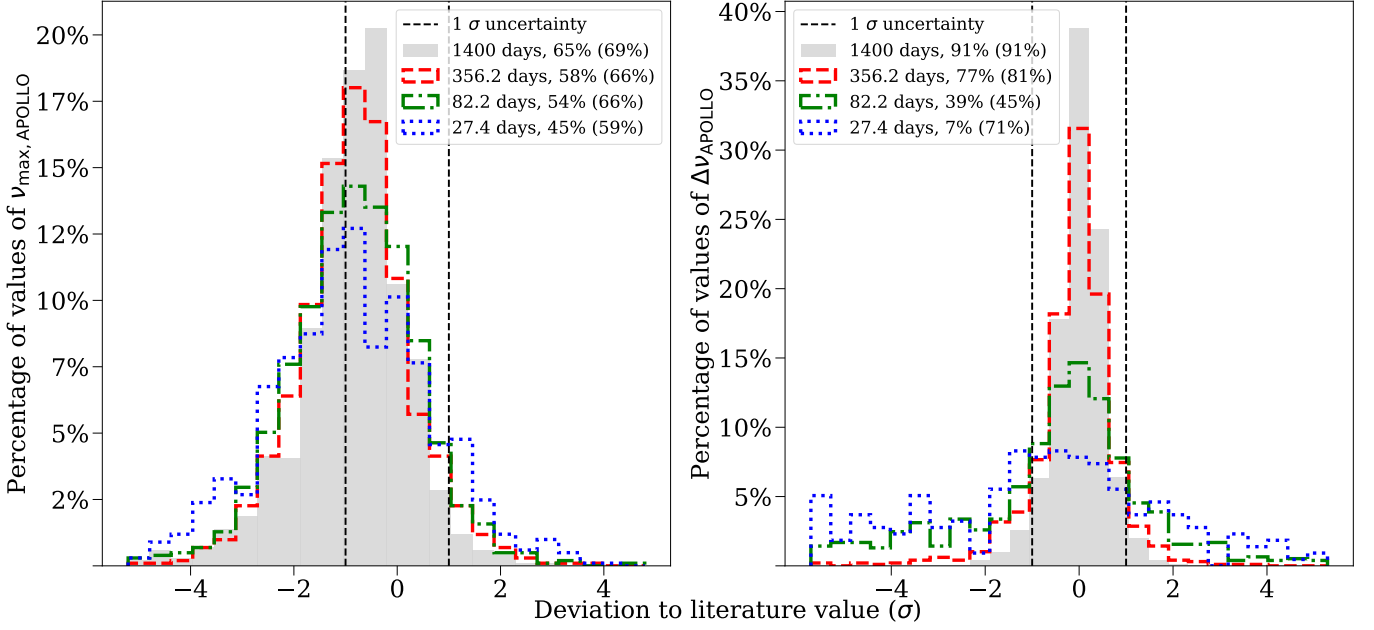 Percentage of values of ν_max, APOLLO
20%
17%
15%
12%
10%
7%
5%
2%
−4
−2
0
2
4
1 σ uncertainty
1400 days, 65% (69%)
356.2 days, 58% (66%)
82.2 days, 54% (66%)
27.4 days, 45% (59%)
Percentage of values of Δν_APOLLO
40%
35%
30%
25%
20%
15%
10%
5%
−4
−2
0
2
4
1 σ uncertainty
1400 days, 91% (91%)
356.2 days, 77% (81%)
82.2 days, 39% (45%)
27.4 days, 7% (71%)
Deviation to literature value (σ)